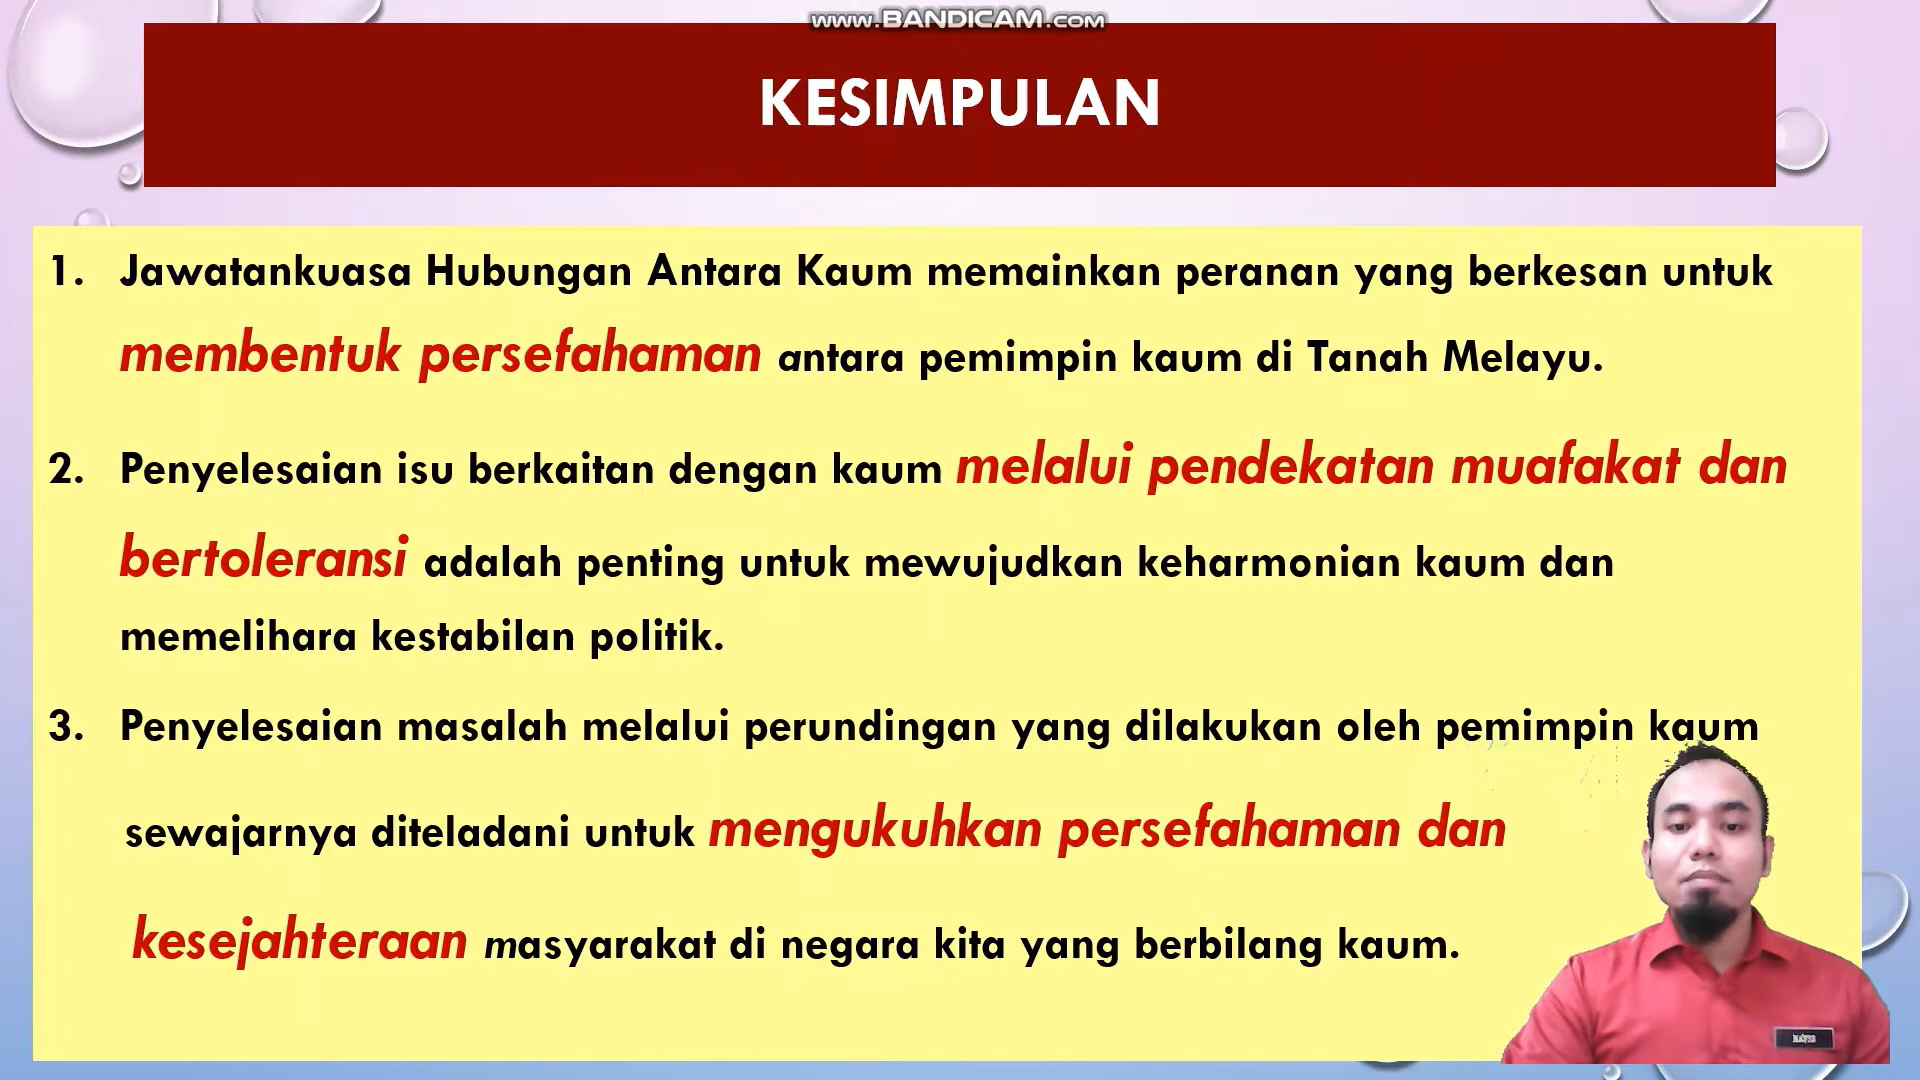 www.BANDICAM.com
KESIMPULAN
1. Jawatankuasa Hubungan Antara Kaum memainkan peranan yang berkesan untuk
membentuk persefahaman antara pemimpin kaum di Tanah Melayu.
2. Penyelesaian isu berkaitan dengan kaum melalui pendekatan muafakat dan
bertoleransi adalah penting untuk mewujudkan keharmonian kaum dan
memelihara kestabilan politik.
3. Penyelesaian masalah melalui perundingan yang dilakukan oleh pemimpin kaum
sewajarnya diteladani untuk mengukuhkan persefahaman dan
kesejahteraan masyarakat di negara kita yang berbilang kaum.